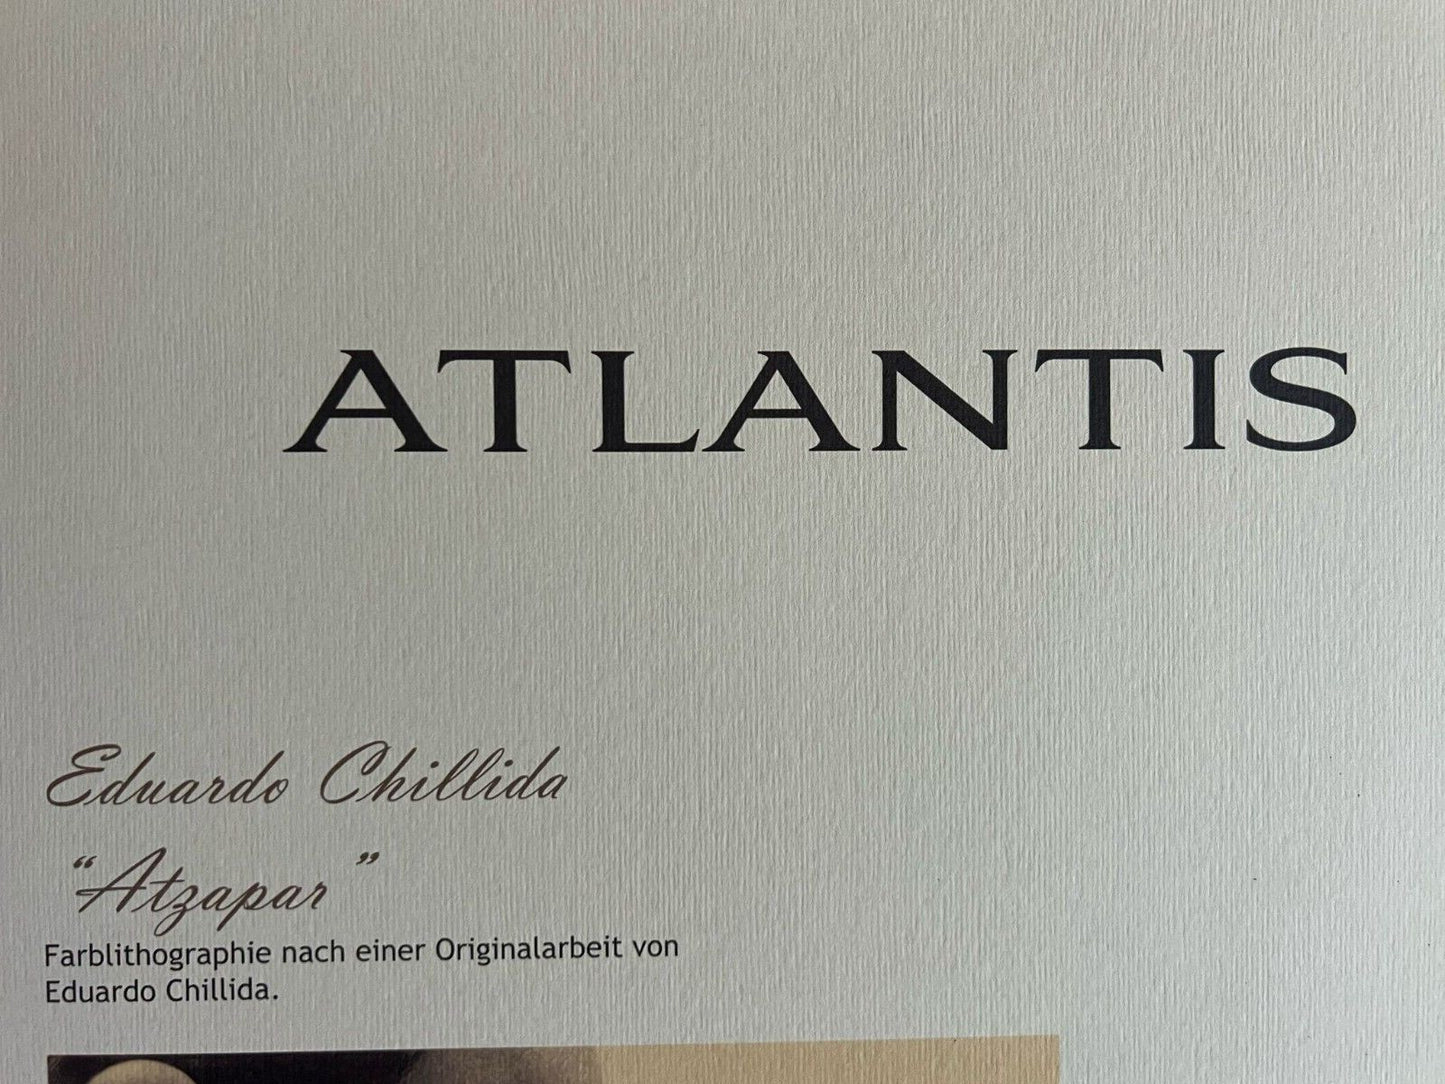 ATLANTIS
Eduardo Chillida
“Atzapar”
Farblithographie nach einer Originalarbeit von
Eduardo Chillida.